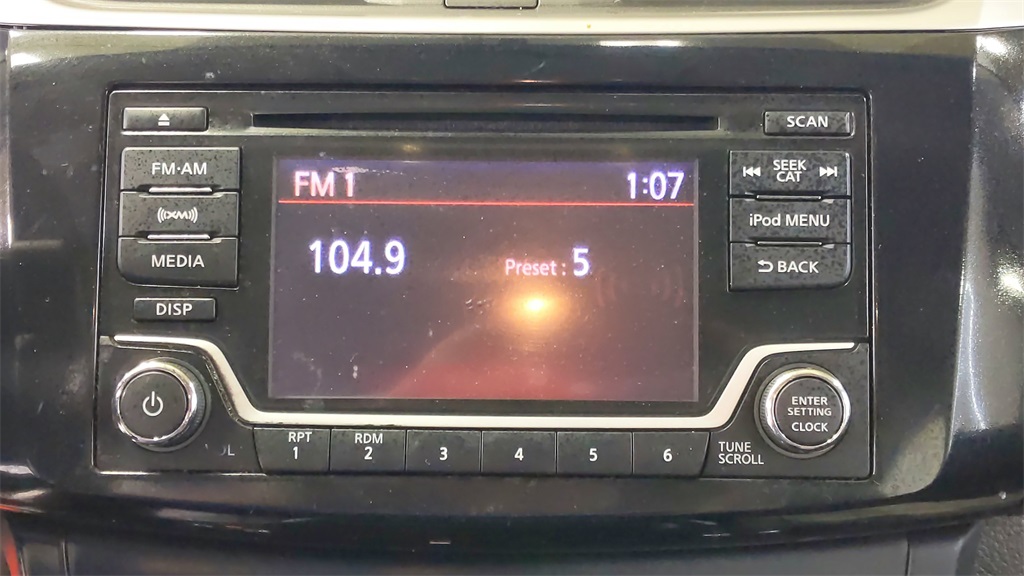 SCAN
FM·AM
SEEK
CAT
FM 1
1:07
((XM))
iPod MENU
104.9
Preset : 5
MEDIA
BACK
DISP
ENTER
SETTING
CLOCK
RPT
1
RDM
2
3
4
5
6
TUNE
SCROLL